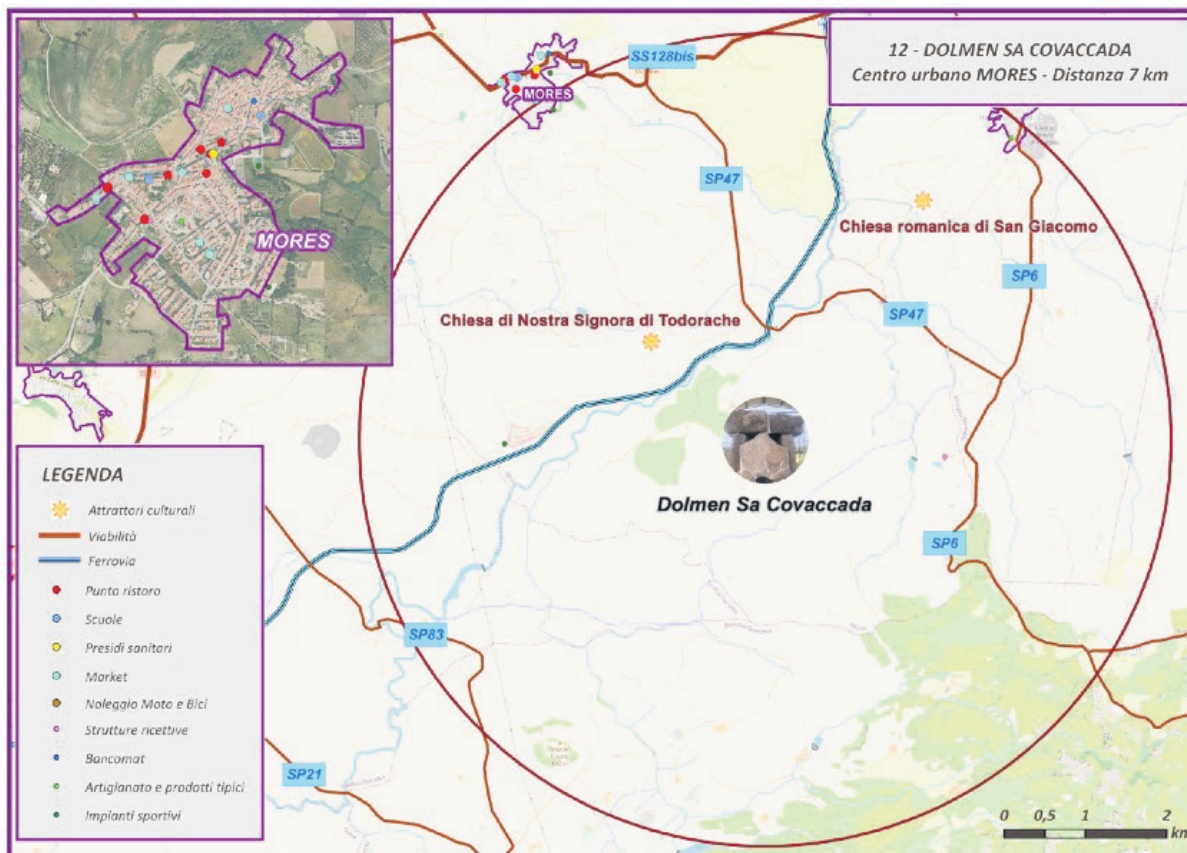 12 - DOLMEN SA COVACCADA
Centro urbano MORES - Distanza 7 km
MORES
MORES
SS128bis
SP47
Chiesa romanica di San Giacomo
SP6
SP47
Chiesa di Nostra Signora di Todorache
Dolmen Sa Covaccada
SP6
SP83
SP21
LEGENDA
Attrattori culturali
Viabilità
Ferrovia
Punto ristoro
Scuole
Presidi sanitari
Market
Noleggio Moto e Bici
Strutture ricettive
Bancomat
Artigianato e prodotti tipici
Impianti sportivi
0 0,5 1 2
km